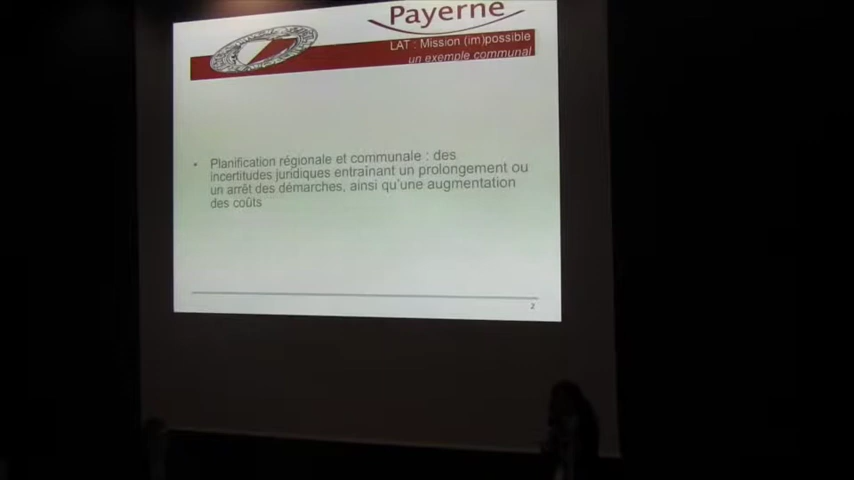 Payerne
LAT : Mission (im)possible
un exemple communal
• Planification régionale et communale : des
incertitudes juridiques entraînant un prolongement ou
un arrêt des démarches, ainsi qu'une augmentation
des coûts
2